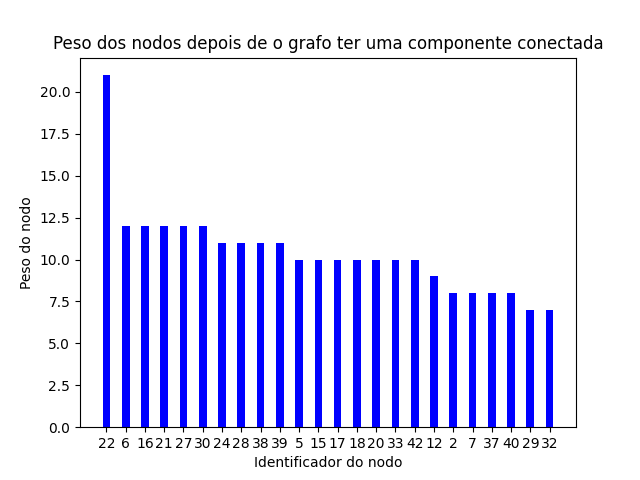 Peso dos nodos depois de o grafo ter uma componente conectada
20.0
17.5
15.0
12.5
10.0
7.5
5.0
2.5
0.0
Peso do nodo
22 6 16 21 27 30 24 28 38 39 5 15 17 18 20 33 42 12 2 7 37 40 29 32
Identificador do nodo